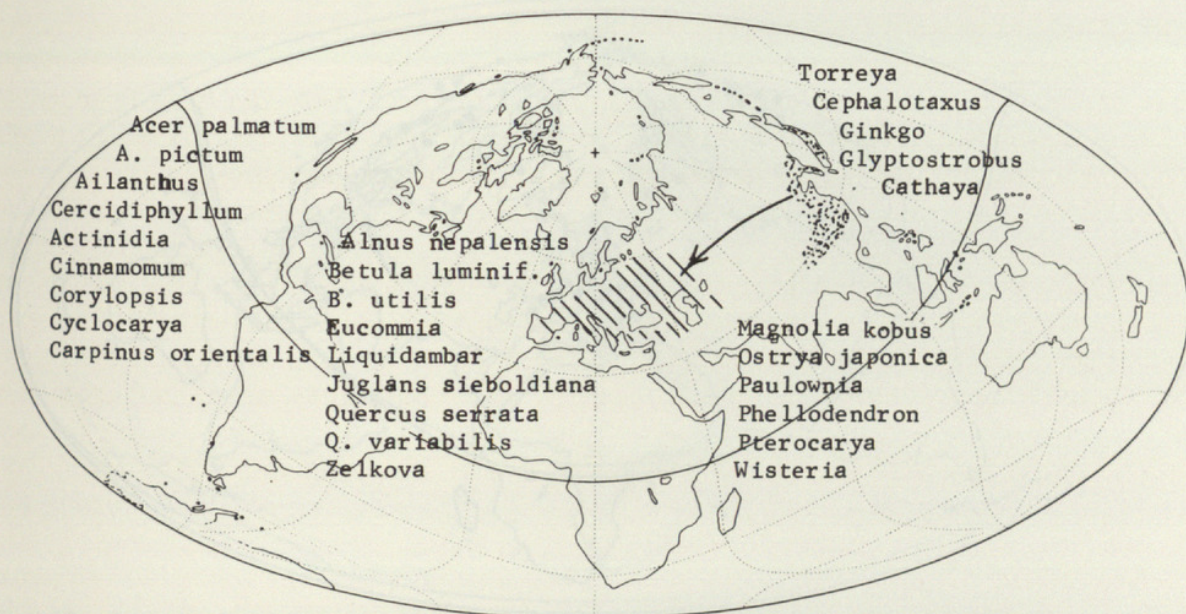 Torreya
Cephalotaxus
Ginkgo
Glyptostrobus
Cathaya
Acer palmatum
A. pictum
Ailanthus
Cercidiphyllum
Actinidia
Cinnamomum
Corylopsis
Cyclocarya
Carpinus orientalis
Alnus nepalensis
Betula luminif.
B. utilis
Eucommia
Liquidambar
Juglans sieboldiana
Quercus serrata
Q. variabilis
Zelkova
Magnolia kobus
Ostrya japonica
Paulownia
Phellodendron
Pterocarya
Wisteria